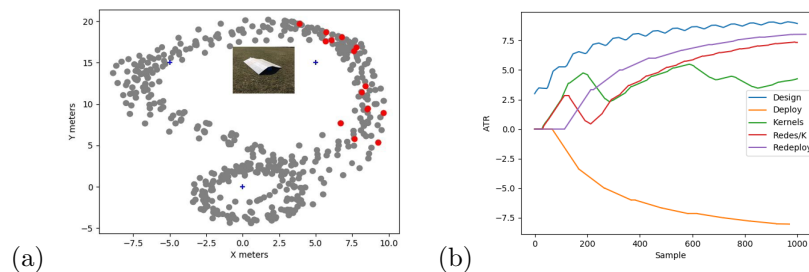 20
15
10
5
0
−5
−7.5 −5.0 −2.5 0.0 2.5 5.0 7.5 10.0
Y meters
X meters
(a)
7.5
5.0
2.5
0.0
−2.5
−5.0
−7.5
0 200 400 600 800 1000
ATR
Sample
Design
Deploy
Kernels
Redes/K
Redeploy
(b)